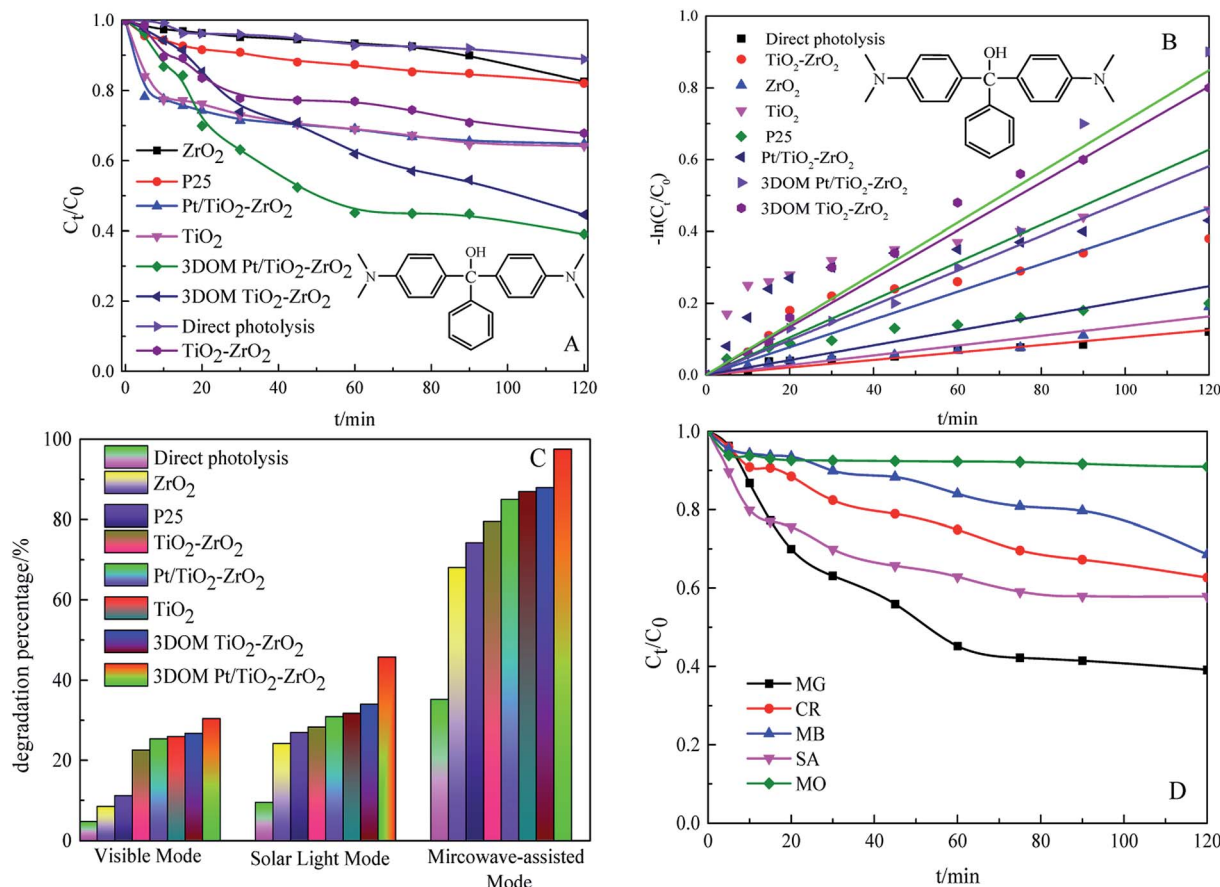 1.0
0.8
0.6
0.4
0.2
0.0
Ct/C0
0 20 40 60 80 100 120
t/min
ZrO2
P25
Pt/TiO2-ZrO2
TiO2
3DOM Pt/TiO2-ZrO2
3DOM TiO2-ZrO2
Direct photolysis
TiO2-ZrO2
OH
N C N
A
1.0
0.8
0.6
0.4
0.2
0.0
-ln(Ct/C0)
0 20 40 60 80 100 120
t/min
Direct photolysis
TiO2-ZrO2
ZrO2
TiO2
P25
Pt/TiO2-ZrO2
3DOM Pt/TiO2-ZrO2
3DOM TiO2-ZrO2
OH
N C N
B
100
80
60
40
20
0
degradation percentage/%
Direct photolysis
ZrO2
P25
TiO2-ZrO2
Pt/TiO2-ZrO2
TiO2
3DOM TiO2-ZrO2
3DOM Pt/TiO2-ZrO2
C
Visible Mode
Solar Light Mode
Mircowave-assisted
Mode
1.0
0.8
0.6
0.4
0.2
0.0
Ct/C0
0 20 40 60 80 100 120
t/min
MG
CR
MB
SA
MO
D